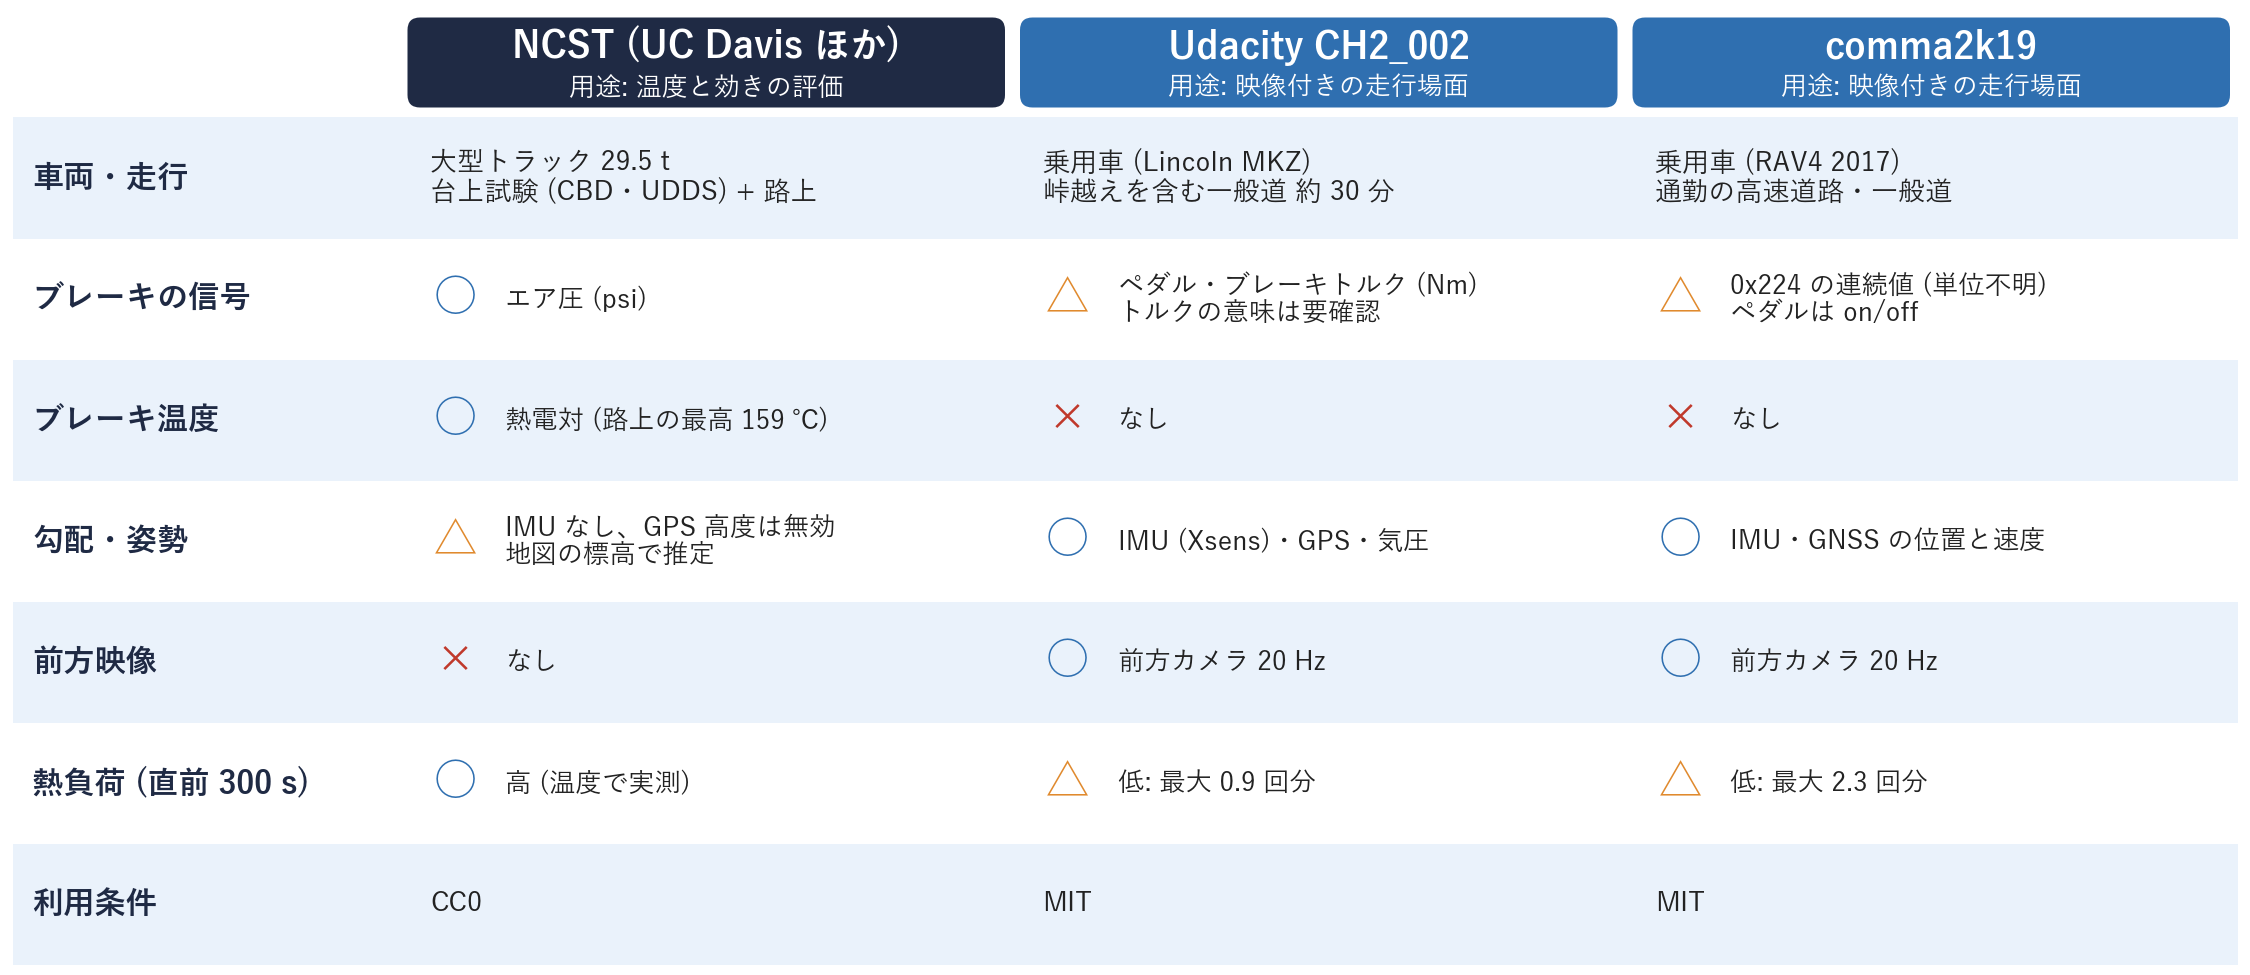 NCST (UC Davis ほか)
用途: 温度と効きの評価
Udacity CH2_002
用途: 映像付きの走行場面
comma2k19
用途: 映像付きの走行場面
車両・走行
大型トラック 29.5 t
台上試験 (CBD・UDDS) + 路上
乗用車 (Lincoln MKZ)
峠越えを含む一般道 約 30 分
乗用車 (RAV4 2017)
通勤の高速道路・一般道
ブレーキの信号
○ エア圧 (psi)
△ ペダル・ブレーキトルク (Nm)
トルクの意味は要確認
△ 0x224 の連続値 (単位不明)
ペダルは on/off
ブレーキ温度
○ 熱電対 (路上の最高 159 °C)
× なし
× なし
勾配・姿勢
△ IMU なし、GPS 高度は無効
地図の標高で推定
○ IMU (Xsens)・GPS・気圧
○ IMU・GNSS の位置と速度
前方映像
× なし
○ 前方カメラ 20 Hz
○ 前方カメラ 20 Hz
熱負荷 (直前 300 s)
○ 高 (温度で実測)
△ 低: 最大 0.9 回分
△ 低: 最大 2.3 回分
利用条件
CC0
MIT
MIT